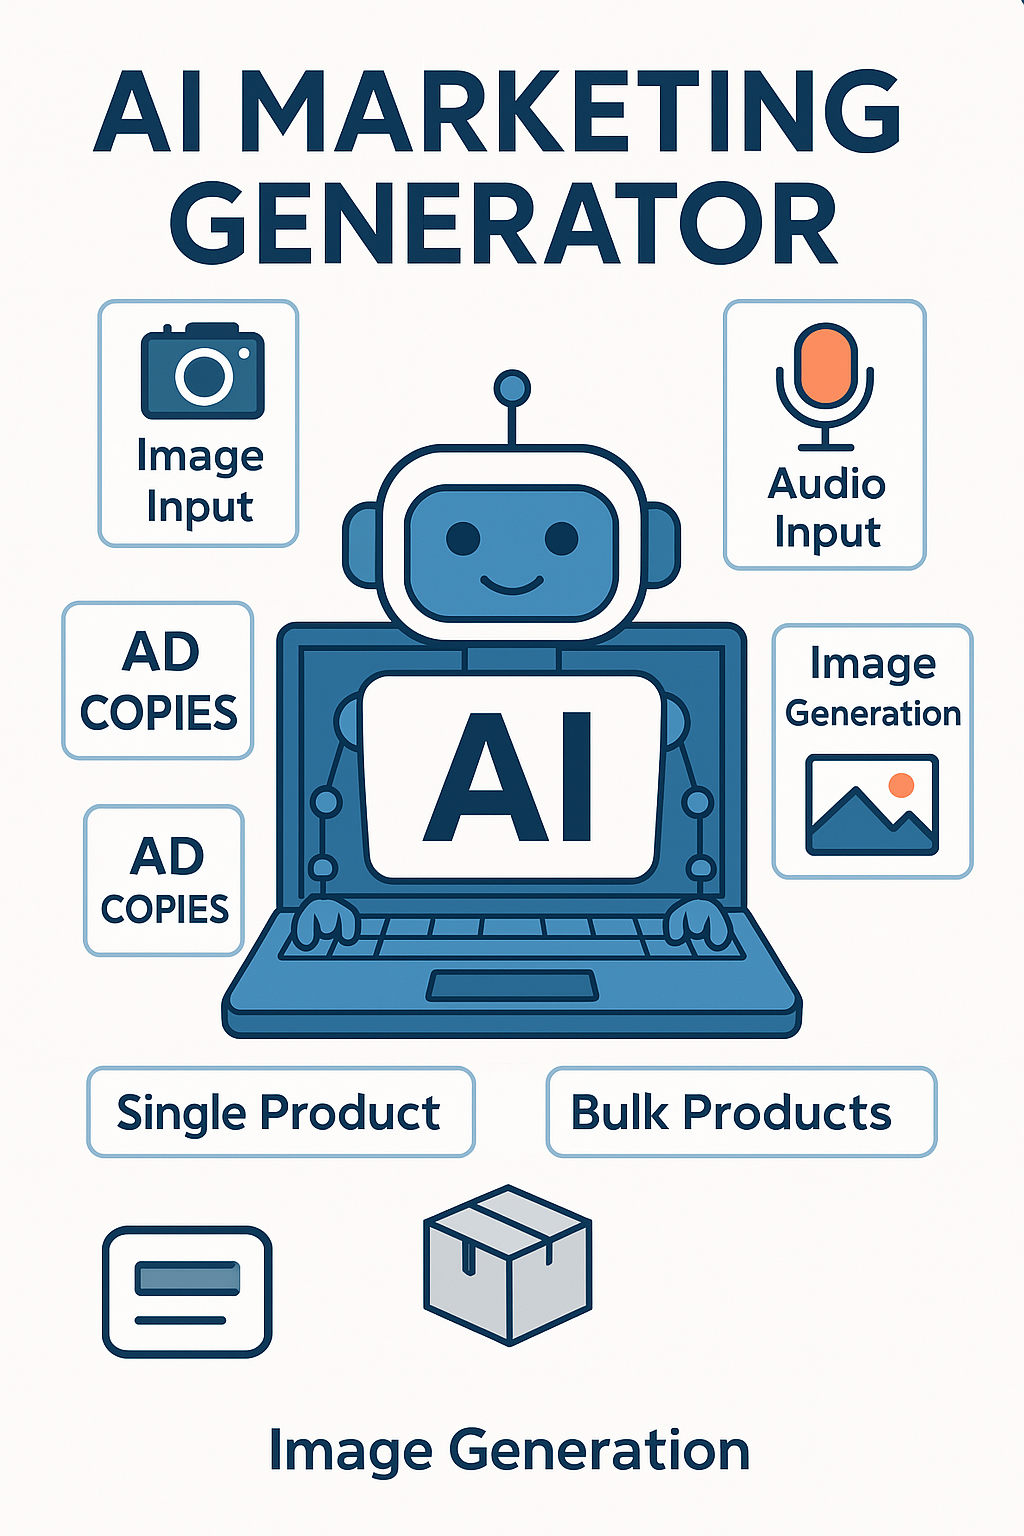 AI MARKETING
GENERATOR
Image
Input
Audio
Input
AD
COPIES
Image
Generation
AI
AD
COPIES
Single Product
Bulk Products
Image Generation